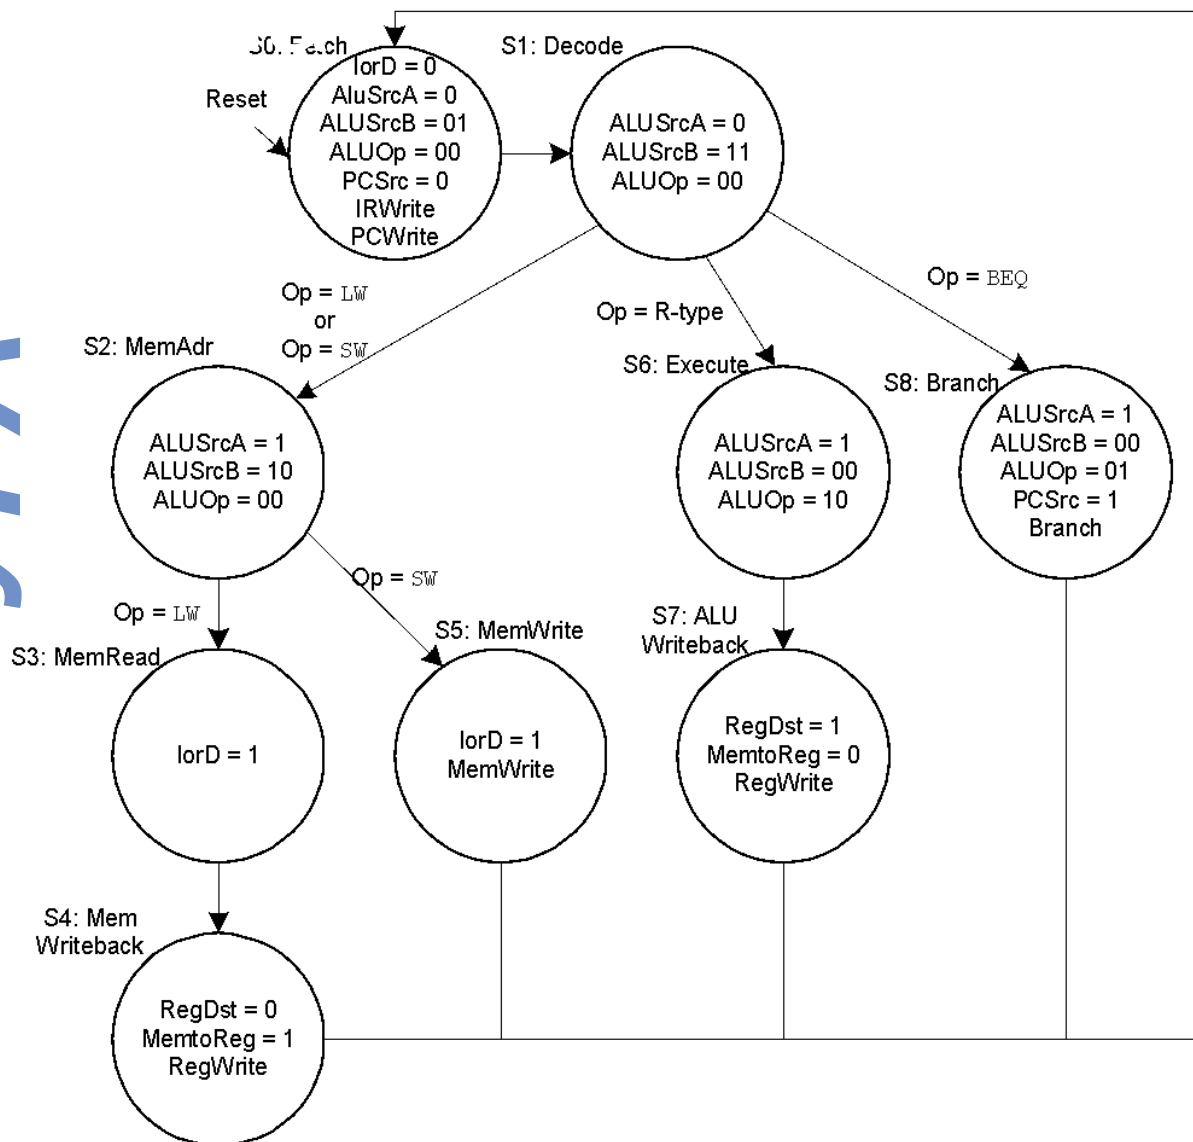 S1: Decode
Reset
IorD = 0
AluSrcA = 0
ALUSrcB = 01
ALUOp = 00
PCSrc = 0
IRWrite
PCWrite
ALUSrcA = 0
ALUSrcB = 11
ALUOp = 00
Op = LW
or
Op = SW
Op = R-type
Op = BEQ
S2: MemAdr
ALUSrcA = 1
ALUSrcB = 10
ALUOp = 00
S6: Execute
ALUSrcA = 1
ALUSrcB = 00
ALUOp = 10
S8: Branch
ALUSrcA = 1
ALUSrcB = 00
ALUOp = 01
PCSrc = 1
Branch
Op = LW
Op = SW
S3: MemRead
IorD = 1
S5: MemWrite
IorD = 1
MemWrite
S7: ALU
Writeback
RegDst = 1
MemtoReg = 0
RegWrite
S4: Mem
Writeback
RegDst = 0
MemtoReg = 1
RegWrite